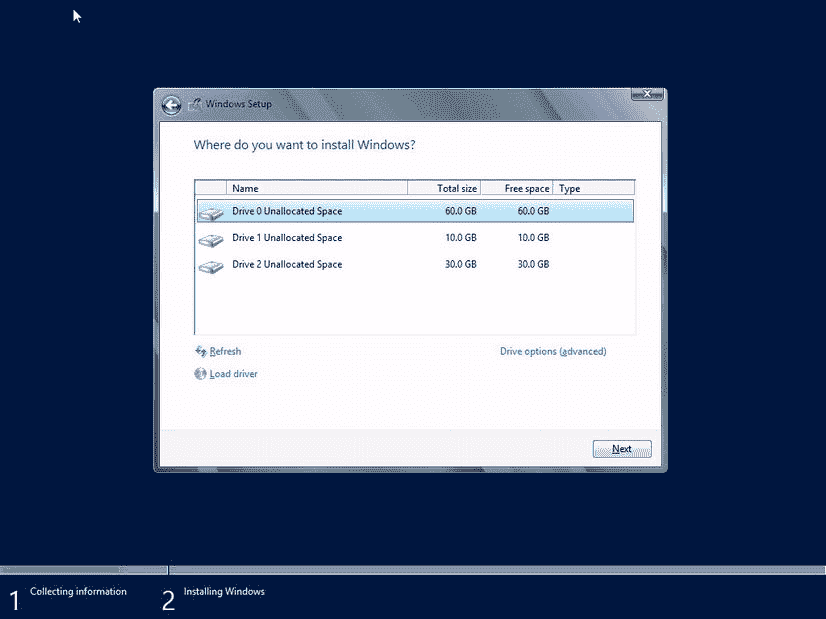 Windows Setup
Where do you want to install Windows?
Name Total size Free space Type
Drive 0 Unallocated Space 60.0 GB 60.0 GB
Drive 1 Unallocated Space 10.0 GB 10.0 GB
Drive 2 Unallocated Space 30.0 GB 30.0 GB
Refresh Drive options (advanced)
Load driver
Next
1 Collecting information 2 Installing Windows